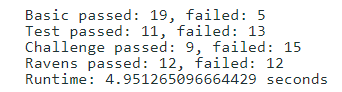 Basic passed: 19, failed: 5
Test passed: 11, failed: 13
Challenge passed: 9, failed: 15
Ravens passed: 12, failed: 12
Runtime: 4.951265096664429 seconds